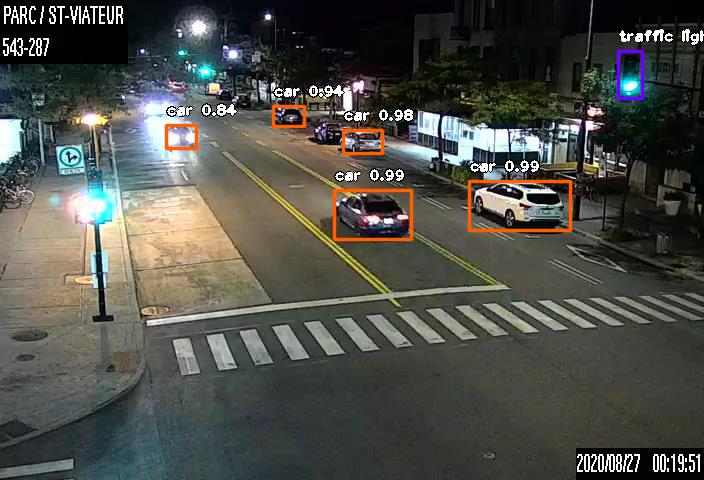 PARC / ST-VIATEUR
543-287
traffic ligh
car 0.94
car 0.84
car 0.98
car 0.99
car 0.99
2020/08/27 00:19:51